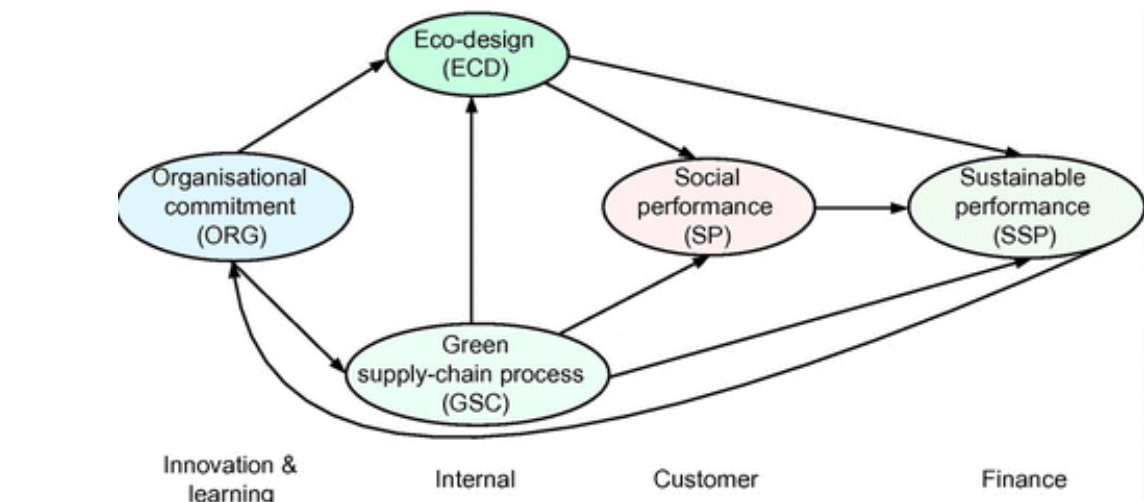 Eco-design
(ECD)
Organisational
commitment
(ORG)
Social
performance
(SP)
Sustainable
performance
(SSP)
Green
supply-chain process
(GSC)
Innovation &
learning
Internal
Customer
Finance